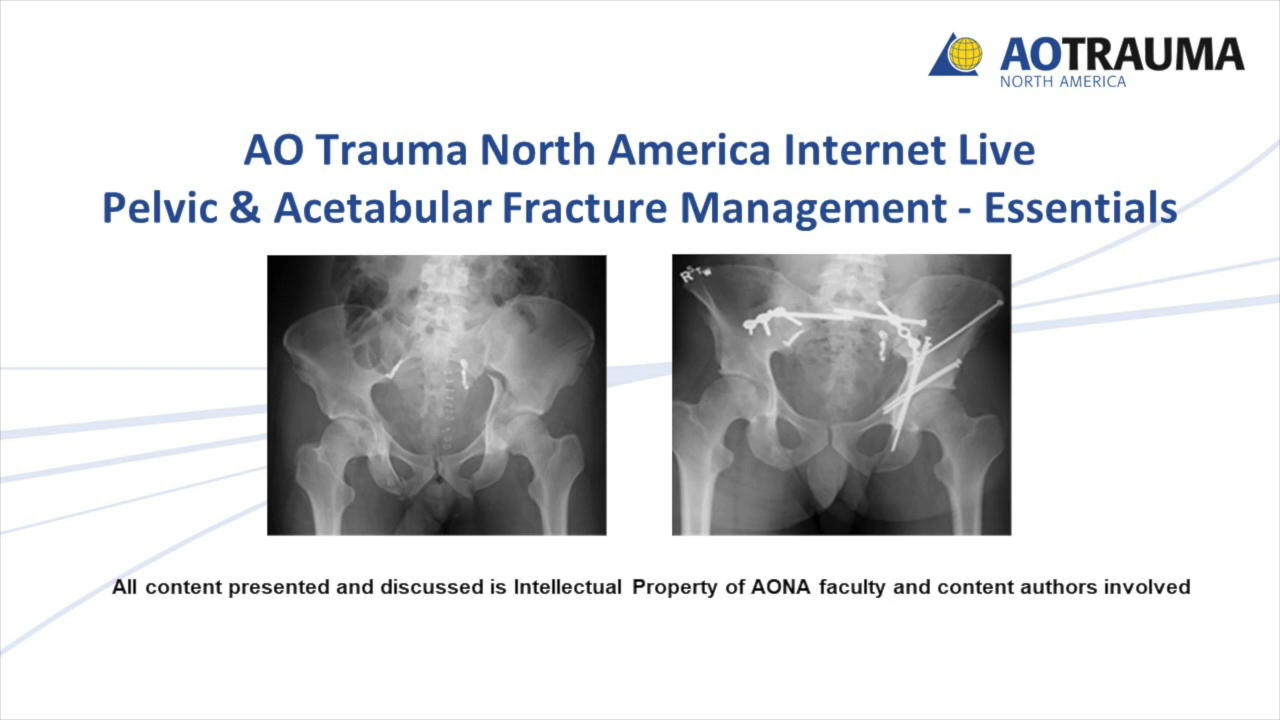 AOTRAUMA
NORTH AMERICA
AO Trauma North America Internet Live
Pelvic & Acetabular Fracture Management - Essentials
All content presented and discussed is Intellectual Property of AONA faculty and content authors involved